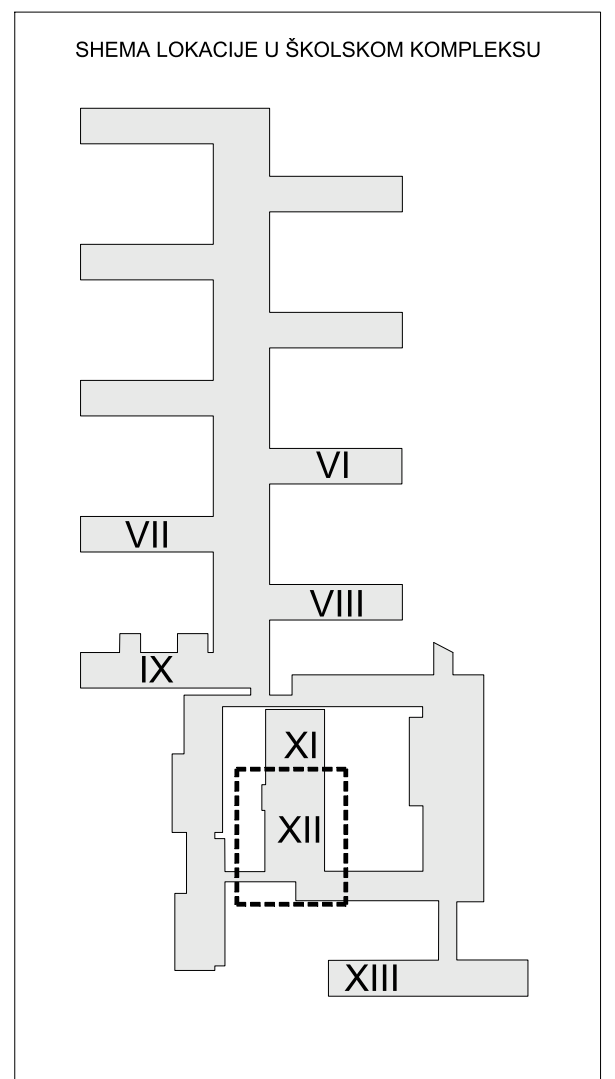 SHEMA LOKACIJE U ŠKOLSKOM KOMPLEKSU
VI
VII
VIII
IX
XI
XII
XIII